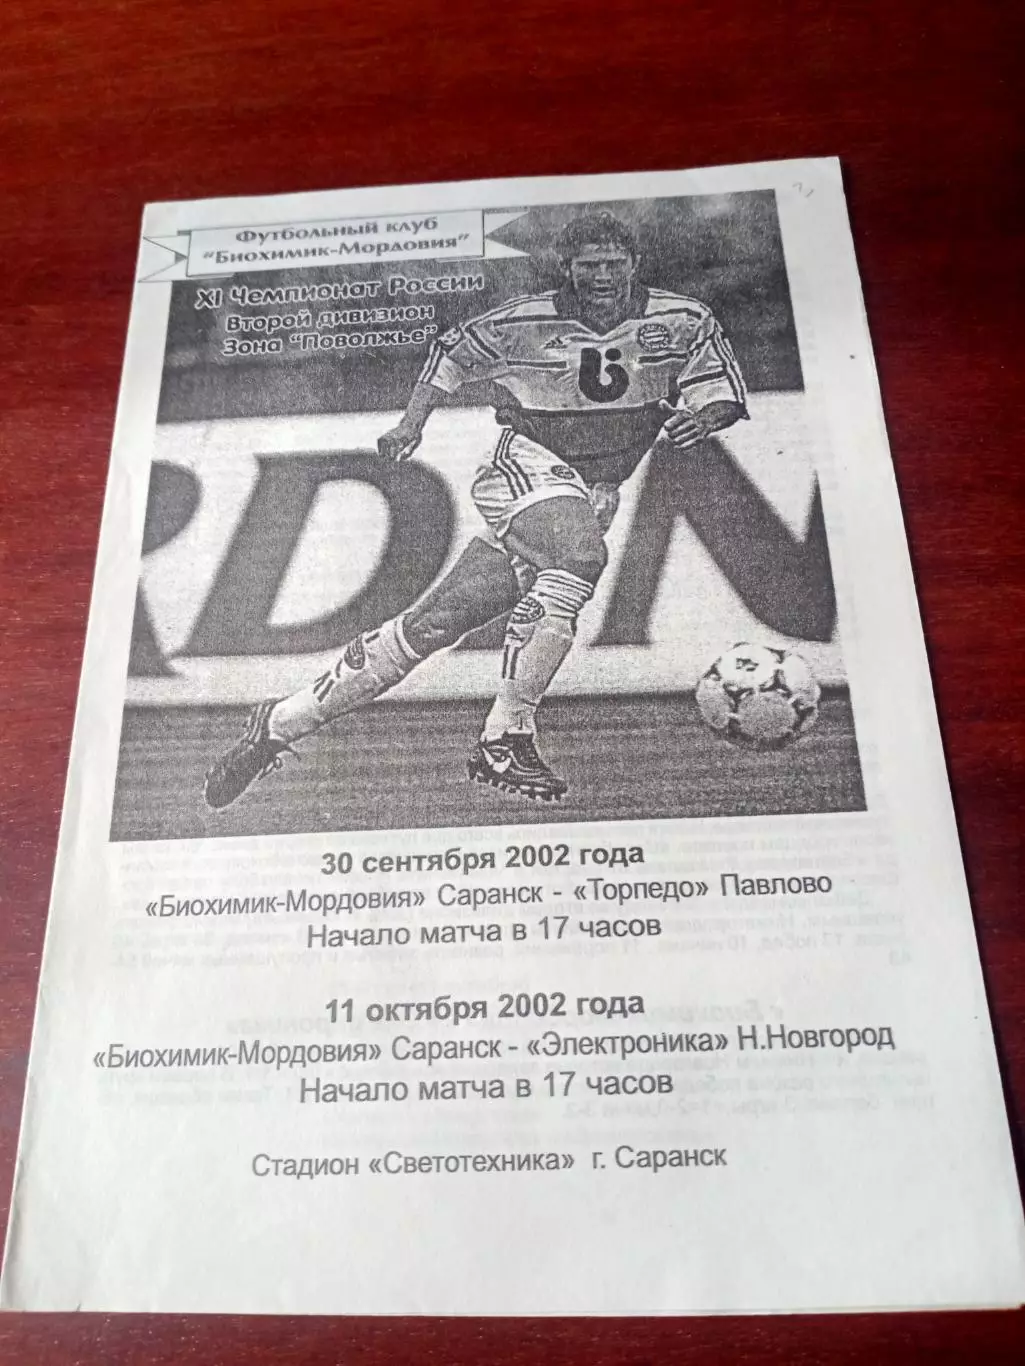 Футбольный клуб
"Биохимик-Мордовия"
XI Чемпионат России
Второй дивизион
Зона "Поволжье"
30 сентября 2002 года
«Биохимик-Мордовия» Саранск - «Торпедо» Павлово
Начало матча в 17 часов
11 октября 2002 года
«Биохимик-Мордовия» Саранск - «Электроника» Н.Новгород
Начало матча в 17 часов
Стадион «Светотехника» г. Саранск